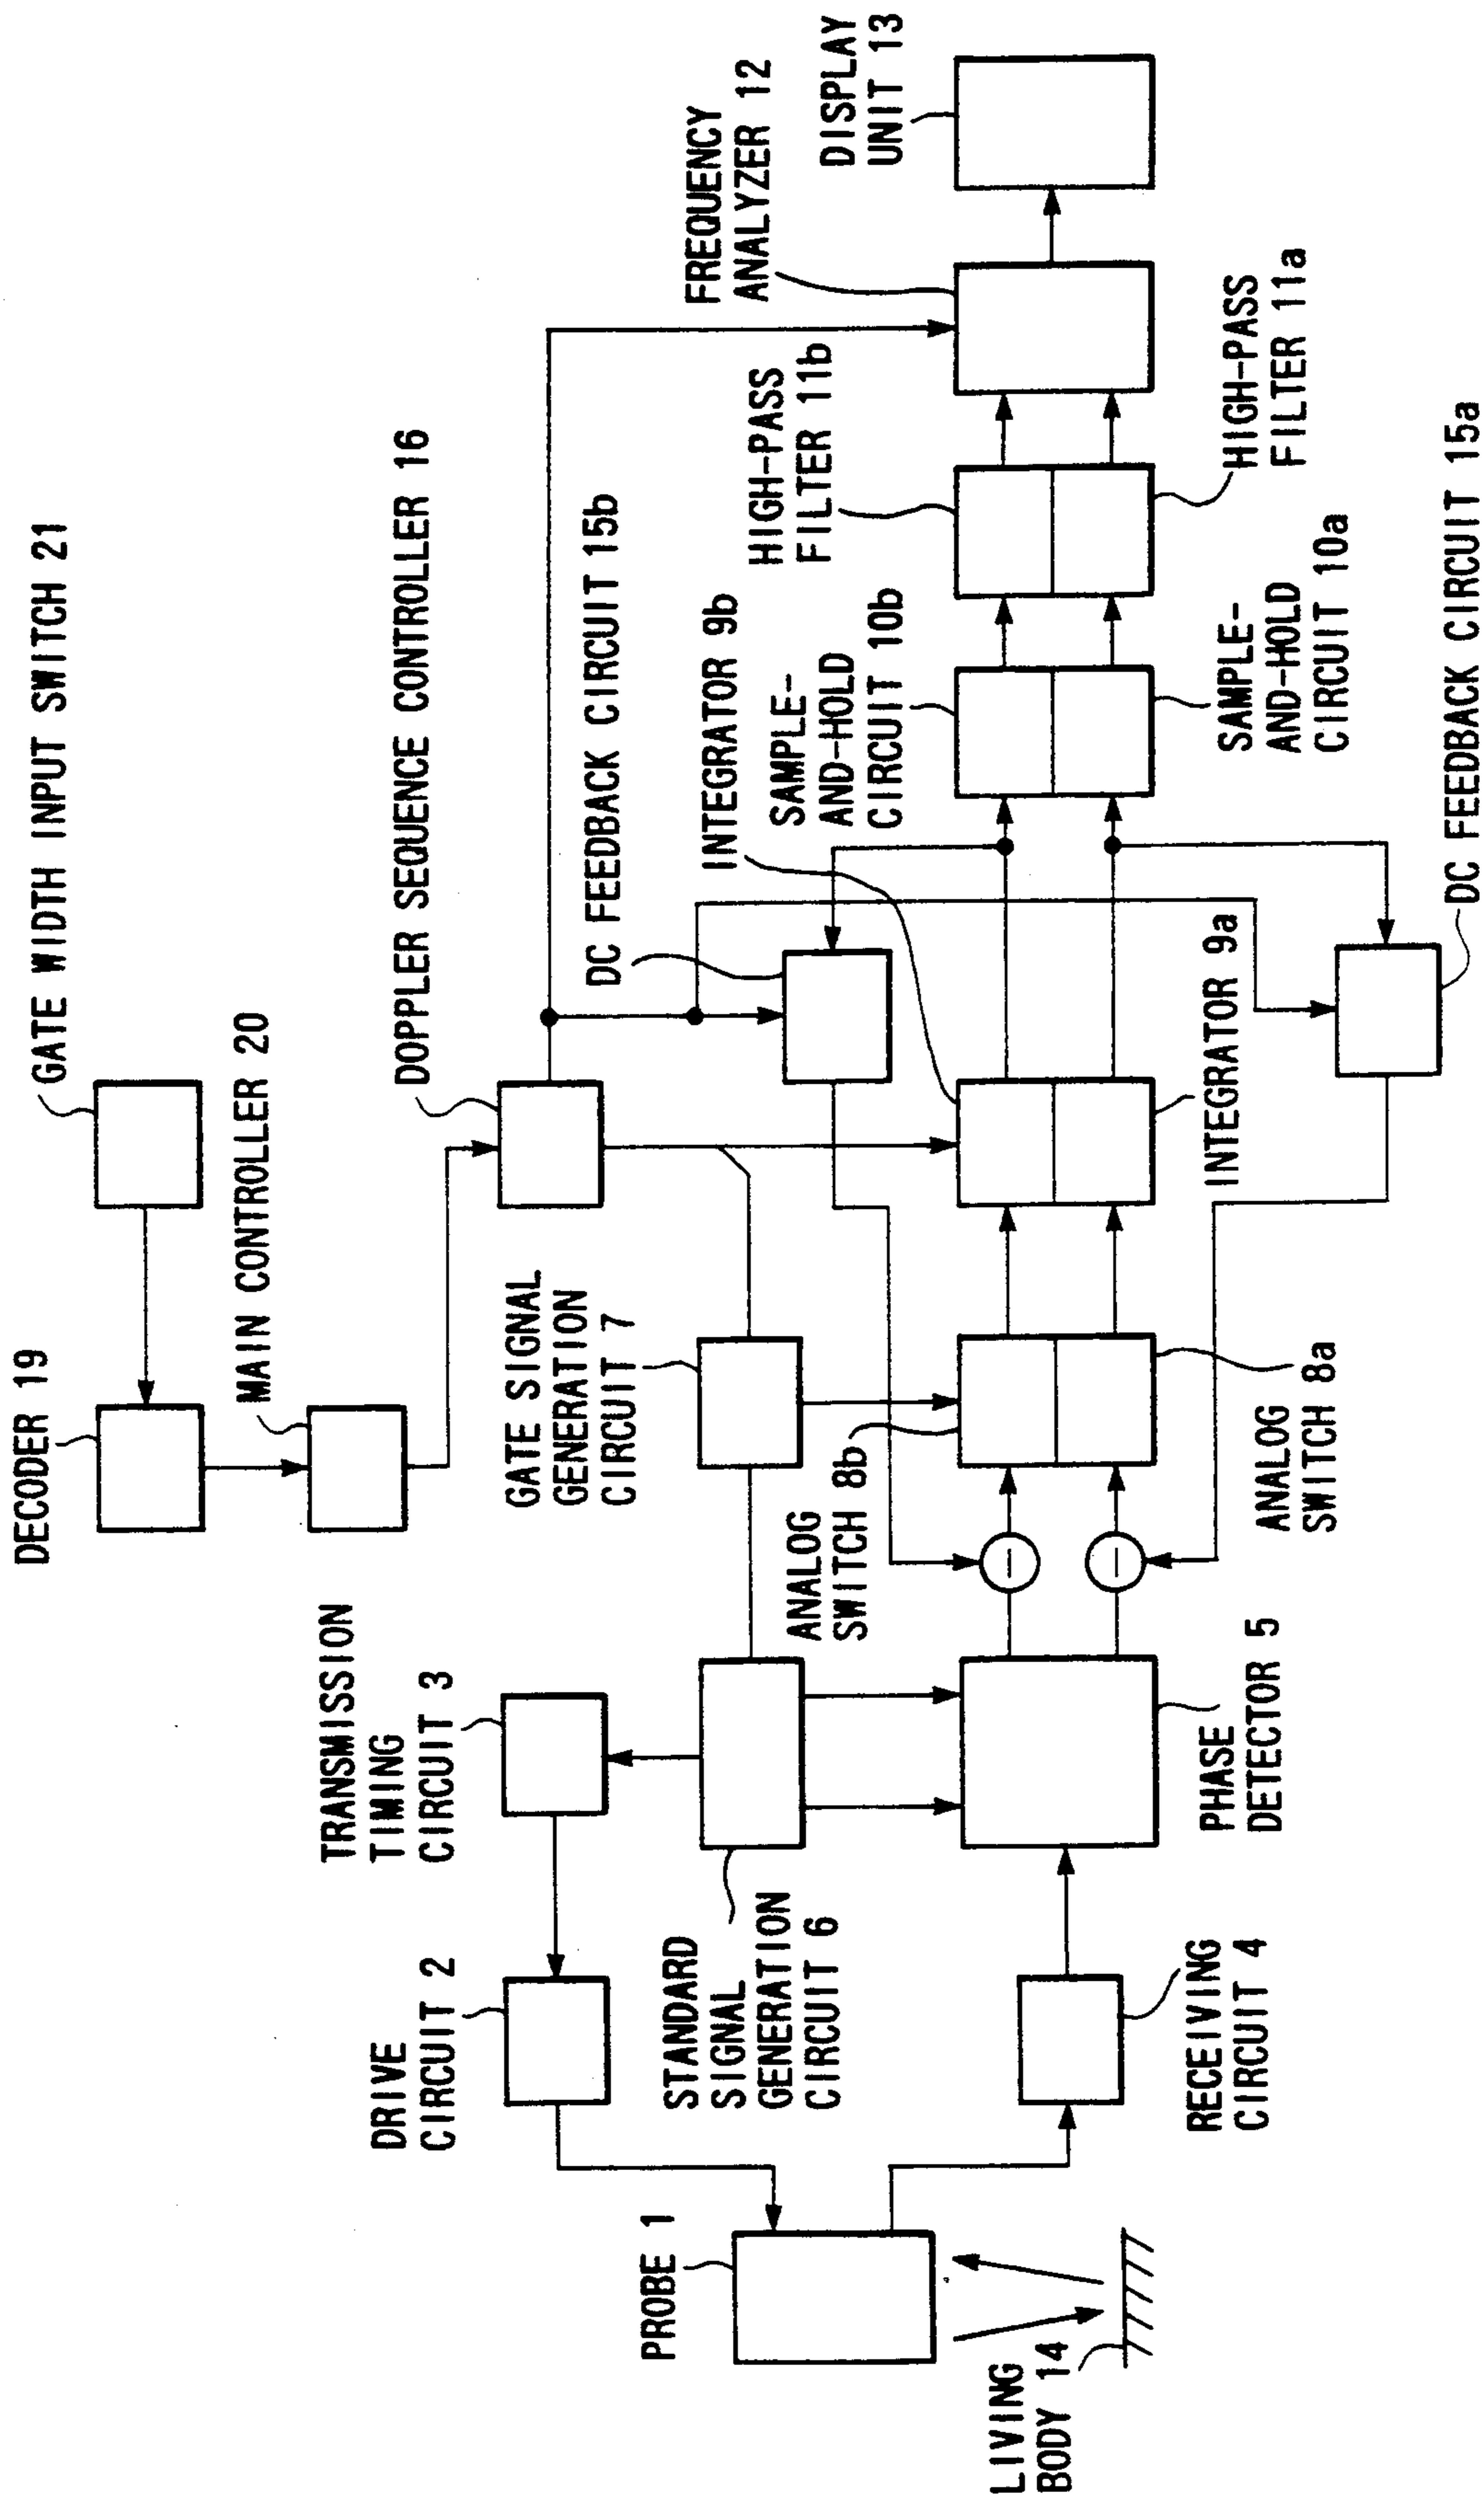 GATE WIDTH INPUT SWITCH 21
DECODER 19
MAIN CONTROLLER 20
DOPPLER SEQUENCE CONTROLLER 16
TRANSMISSION
TIMING
CIRCUIT 3
DRIVE
CIRCUIT 2
GATE SIGNAL
GENERATION
CIRCUIT 7
DC FEEDBACK CIRCUIT 15b
INTEGRATOR 9b
SAMPLE-
AND-HOLD
CIRCUIT 10b
HIGH-PASS
FILTER 11b
FREQUENCY
ANALYZER 12
DISPLAY
UNIT 13
PROBE 1
STANDARD
SIGNAL
GENERATION
CIRCUIT 6
ANALOG
SWITCH 8b
LIVING
BODY 14
RECEIVING
CIRCUIT 4
PHASE
DETECTOR 5
ANALOG
SWITCH 8a
INTEGRATOR 9a
SAMPLE-
AND-HOLD
CIRCUIT 10a
HIGH-PASS
FILTER 11a
DC FEEDBACK CIRCUIT 15a